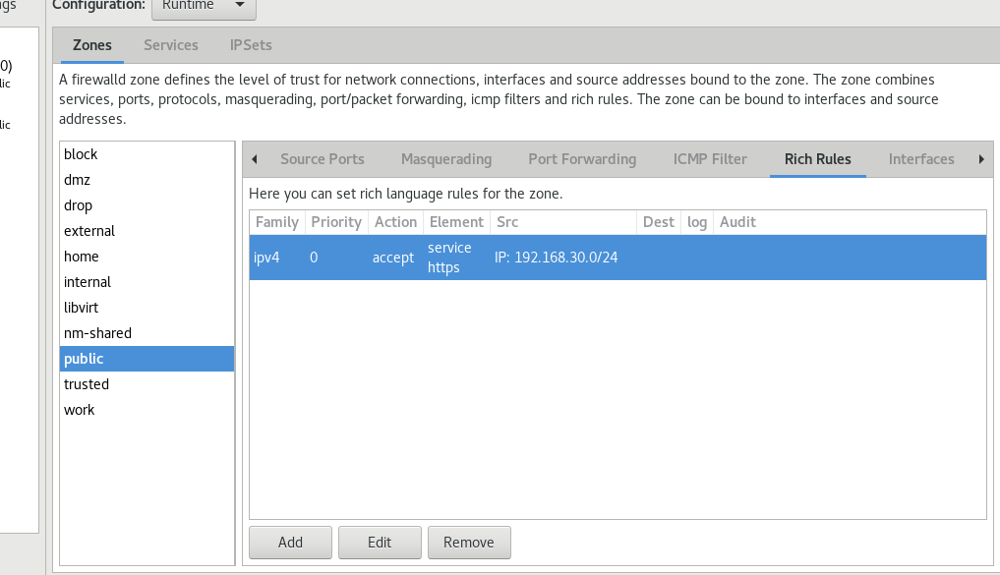 gs
Configuration: Runtime
Zones Services IPSets
0)
lic
lic
A firewalld zone defines the level of trust for network connections, interfaces and source addresses bound to the zone. The zone combines
services, ports, protocols, masquerading, port/packet forwarding, icmp filters and rich rules. The zone can be bound to interfaces and source
addresses.
block
dmz
drop
external
home
internal
libvirt
nm-shared
public
trusted
work
Source Ports Masquerading Port Forwarding ICMP Filter Rich Rules Interfaces
Here you can set rich language rules for the zone.
Family Priority Action Element Src Dest log Audit
ipv4 0 accept service https IP: 192.168.30.0/24
Add Edit Remove